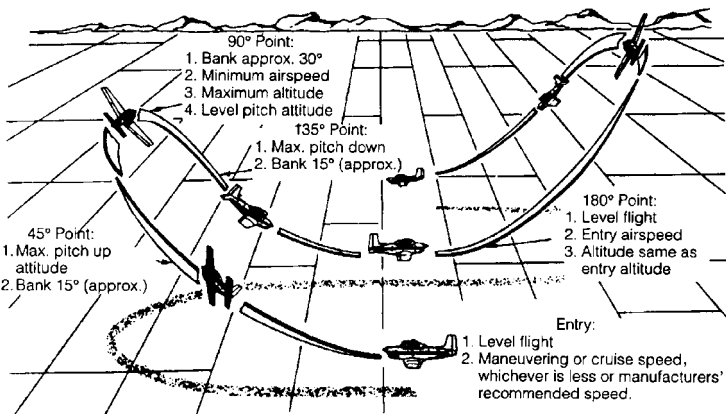 90° Point:
1. Bank approx. 30°
2. Minimum airspeed
3. Maximum altitude
4. Level pitch attitude
135° Point:
1. Max. pitch down
2. Bank 15° (approx.)
180° Point:
1. Level flight
2. Entry airspeed
3. Altitude same as
entry altitude
45° Point:
1. Max. pitch up
attitude
2. Bank 15° (approx.)
Entry:
1. Level flight
2. Maneuvering or cruise speed,
whichever is less or manufacturers'
recommended speed.